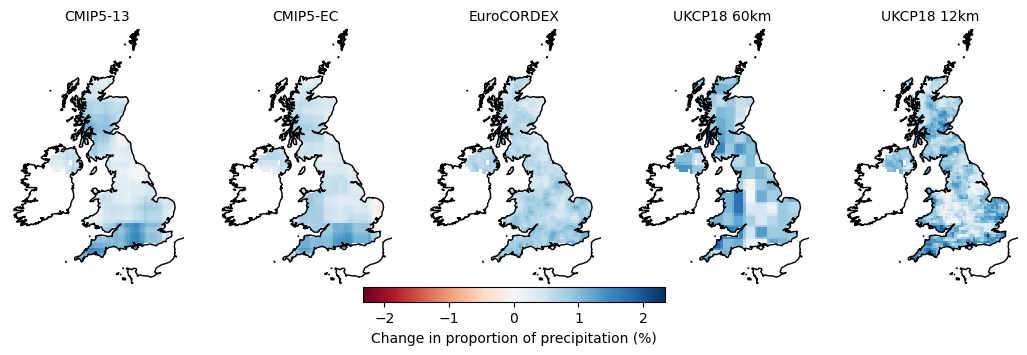 CMIP5-13 CMIP5-EC EuroCORDEX UKCP18 60km UKCP18 12km
−2 −1 0 1 2
Change in proportion of precipitation (%)